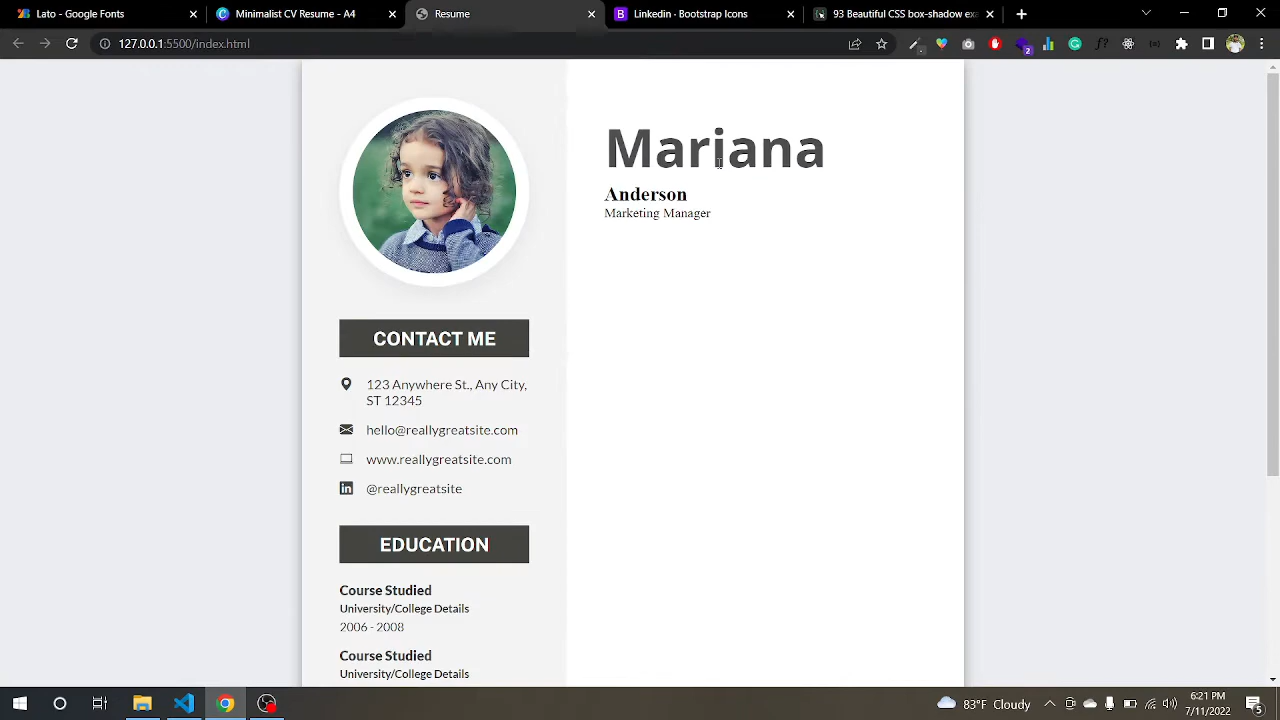 Lato - Google Fonts
Minimalist CV Resume - A4
Resume
Linkedin · Bootstrap Icons
93 Beautiful CSS box-shadow exa
127.0.0.1:5500/index.html
2
Mariana
Anderson
Marketing Manager
CONTACT ME
123 Anywhere St., Any City,
ST 12345
hello@reallygreatsite.com
www.reallygreatsite.com
@reallygreatsite
EDUCATION
Course Studied
University/College Details
2006 - 2008
Course Studied
University/College Details
88°F Cloudy
6:21 PM
7/11/2022